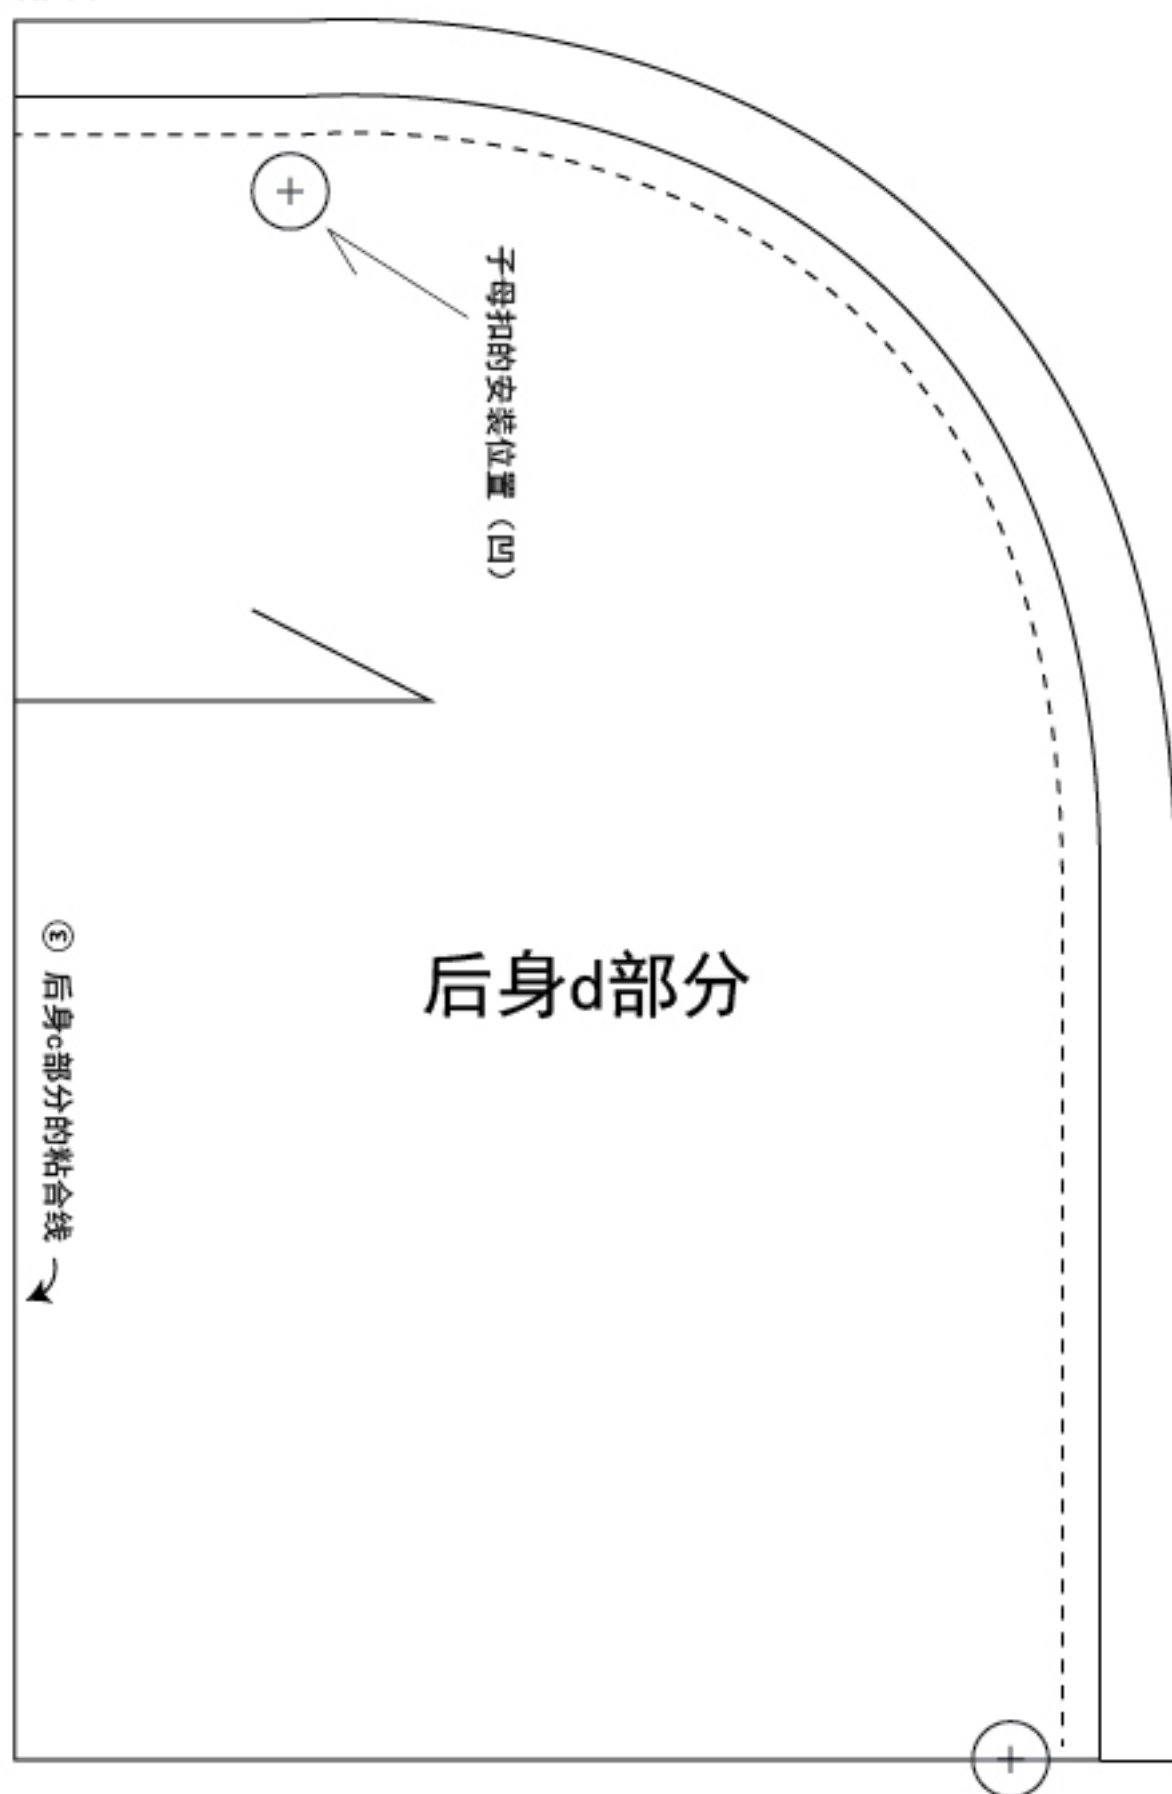 子母扣的安装位置（凹）
后身d部分
③ 后身c部分的粘合线